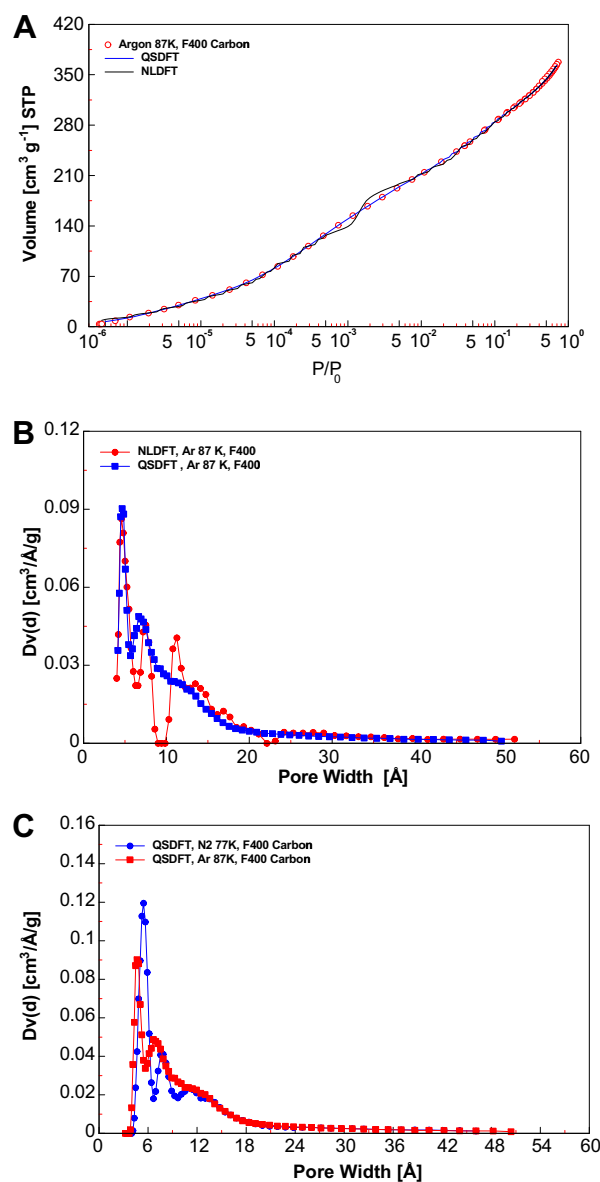 A
Volume [cm³ g⁻¹] STP
420
350
280
210
140
70
0
Argon 87K, F400 Carbon
QSDFT
NLDFT
10⁻⁶ 5 10⁻⁵ 5 10⁻⁴ 5 10⁻³ 5 10⁻² 5 10⁻¹ 5 10⁰
P/P₀
B
Dv(d) [cm³/Å/g]
0.12
0.09
0.06
0.03
0
NLDFT, Ar 87 K, F400
QSDFT , Ar 87 K, F400
0 10 20 30 40 50 60
Pore Width [Å]
C
Dv(d) [cm³/Å/g]
0.16
0.14
0.12
0.10
0.08
0.06
0.04
0.02
0
QSDFT, N2 77K, F400 Carbon
QSDFT, Ar 87K, F400 Carbon
0 6 12 18 24 30 36 42 48 54 60
Pore Width [Å]